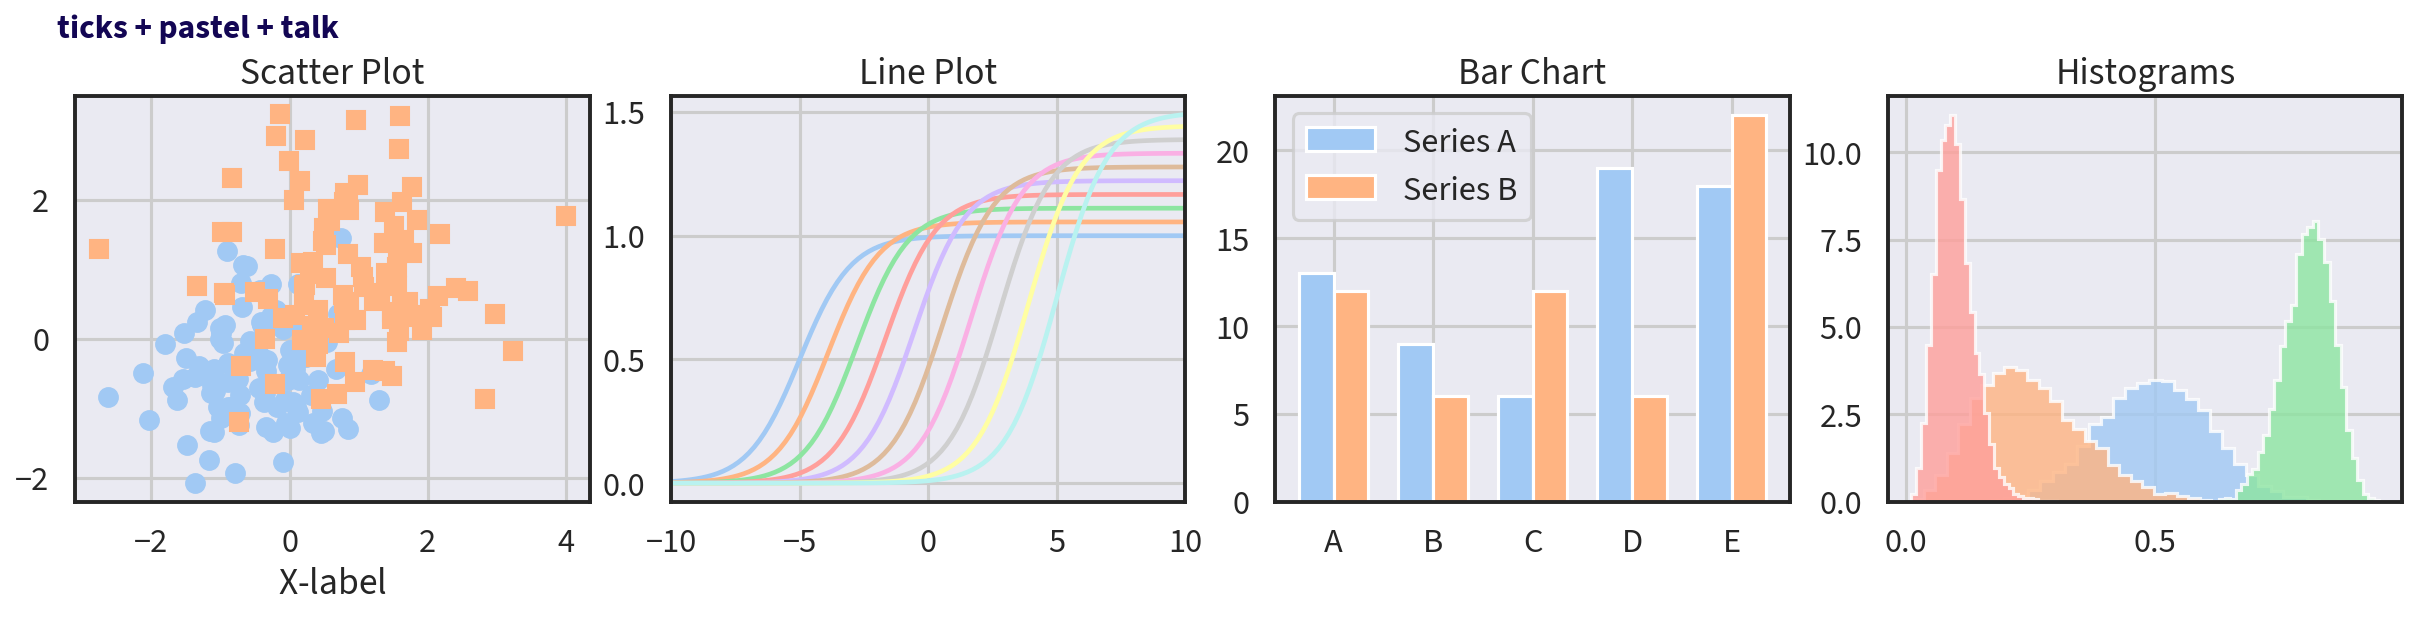 ticks + pastel + talk
Scatter Plot
2
0
−2
−2 0 2 4
X-label
Line Plot
1.5
1.0
0.5
0.0
−10 −5 0 5 10
Bar Chart
Series A
Series B
20
15
10
5
0
A B C D E
Histograms
10.0
7.5
5.0
2.5
0.0
0.0 0.5